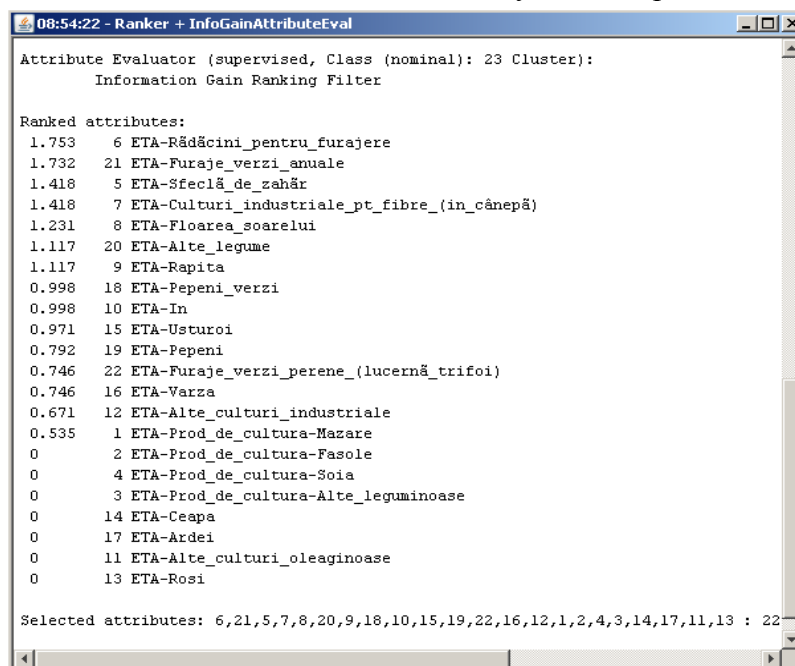 08:54:22 - Ranker + InfoGainAttributeEval
Attribute Evaluator (supervised, Class (nominal): 23 Cluster):
Information Gain Ranking Filter
Ranked attributes:
1.753 6 ETA-Rãdãcini_pentru_furajere
1.732 21 ETA-Furaje_verzi_anuale
1.418 5 ETA-Sfeclã_de_zahãr
1.418 7 ETA-Culturi_industriale_pt_fibre_(in_cânepã)
1.231 8 ETA-Floarea_soarelui
1.117 20 ETA-Alte_legume
1.117 9 ETA-Rapita
0.998 18 ETA-Pepeni_verzi
0.998 10 ETA-In
0.971 15 ETA-Usturoi
0.792 19 ETA-Pepeni
0.746 22 ETA-Furaje_verzi_perene_(lucernã_trifoi)
0.746 16 ETA-Varza
0.671 12 ETA-Alte_culturi_industriale
0.535 1 ETA-Prod_de_cultura-Mazare
0 2 ETA-Prod_de_cultura-Fasole
0 4 ETA-Prod_de_cultura-Soia
0 3 ETA-Prod_de_cultura-Alte_leguminoase
0 14 ETA-Ceapa
0 17 ETA-Ardei
0 11 ETA-Alte_culturi_oleaginoase
0 13 ETA-Rosi
Selected attributes: 6,21,5,7,8,20,9,18,10,15,19,22,16,12,1,2,4,3,14,17,11,13 : 22